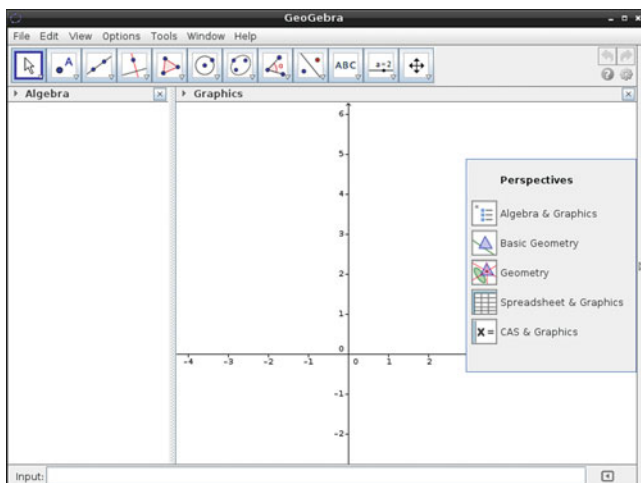 GeoGebra
File Edit View Options Tools Window Help
A α ABC a=2
Algebra
Graphics
6
5
4
3
2
1
0
-4 -3 -2 -1 0 1 2
-1
-2
Perspectives
Algebra & Graphics
Basic Geometry
Geometry
Spreadsheet & Graphics
X= CAS & Graphics
Input: